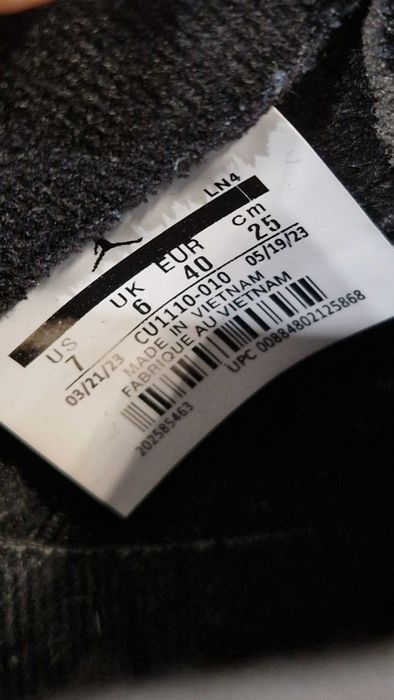 LN4
US UK EUR cm
7 6 40 25
03/21/23 CU1110-010 05/19/23
MADE IN VIETNAM
FABRIQUE AU VIETNAM
UPC 00884802125868
202585463